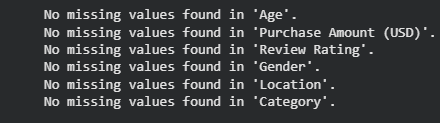 No missing values found in 'Age'.
No missing values found in 'Purchase Amount (USD)'.
No missing values found in 'Review Rating'.
No missing values found in 'Gender'.
No missing values found in 'Location'.
No missing values found in 'Category'.